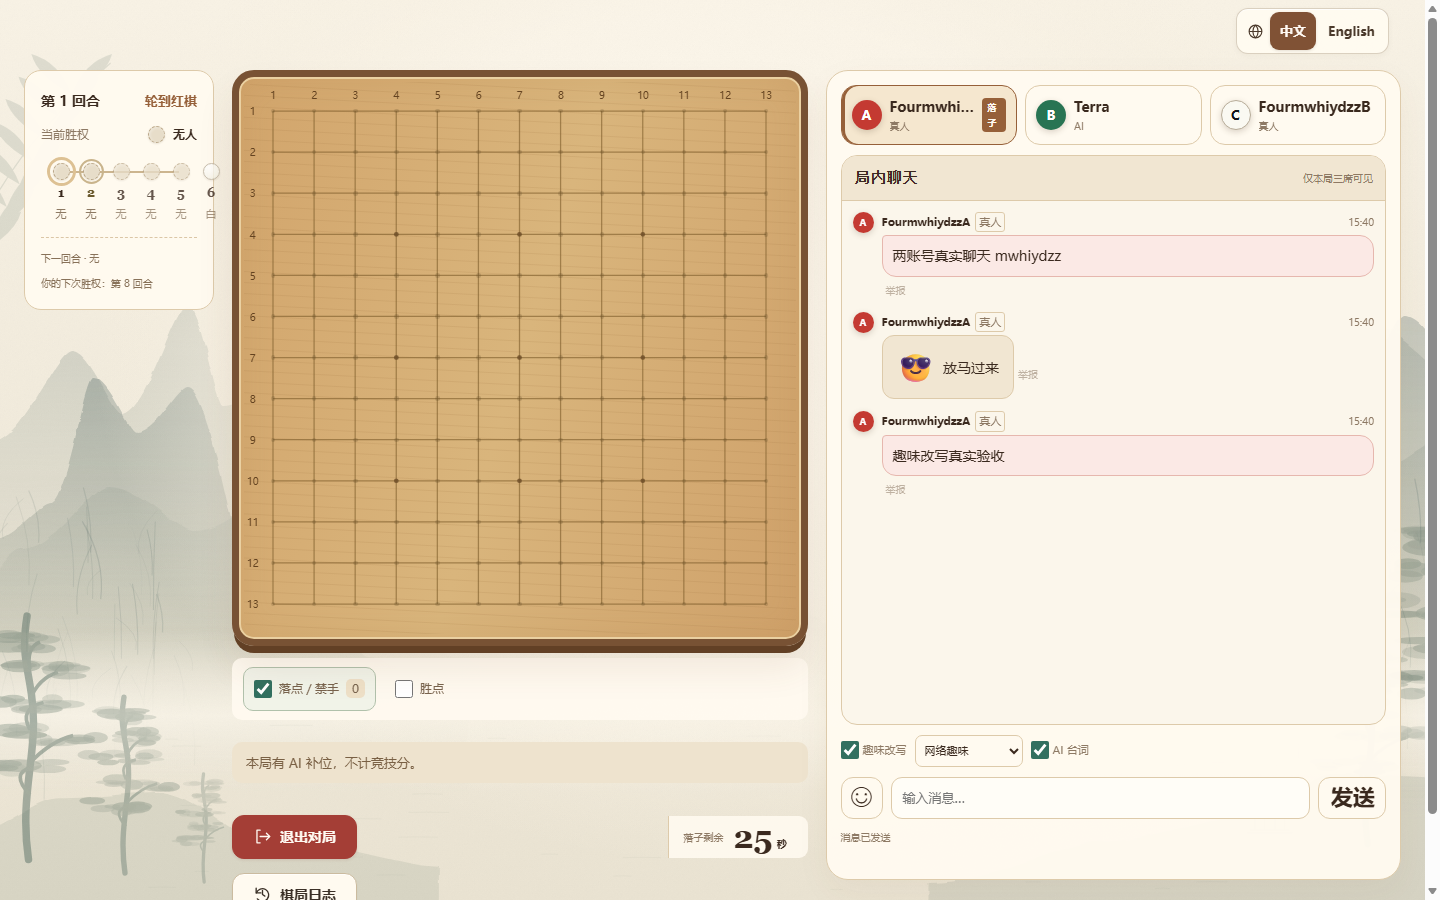 中文 English
第 1 回合 轮到红棋
当前胜权 无人
1 2 3 4 5 6
无 无 无 无 无 白
下一回合 · 无
你的下次胜权：第 8 回合
1 2 3 4 5 6 7 8 9 10 11 12 13
1
2
3
4
5
6
7
8
9
10
11
12
13
落点 / 禁手 0 胜点
本局有 AI 补位，不计竞技分。
退出对局
落子剩余 25 秒
棋局日志
A Fourmwhi... 真人 落子
B Terra AI
C FourmwhiydzzB 真人
局内聊天 仅本局三席可见
A FourmwhiydzzA 真人 15:40
两账号真实聊天 mwhiydzz
举报
A FourmwhiydzzA 真人 15:40
放马过来 举报
A FourmwhiydzzA 真人 15:40
趣味改写真实验收
举报
趣味改写 网络趣味 AI 台词
输入消息... 发送
消息已发送